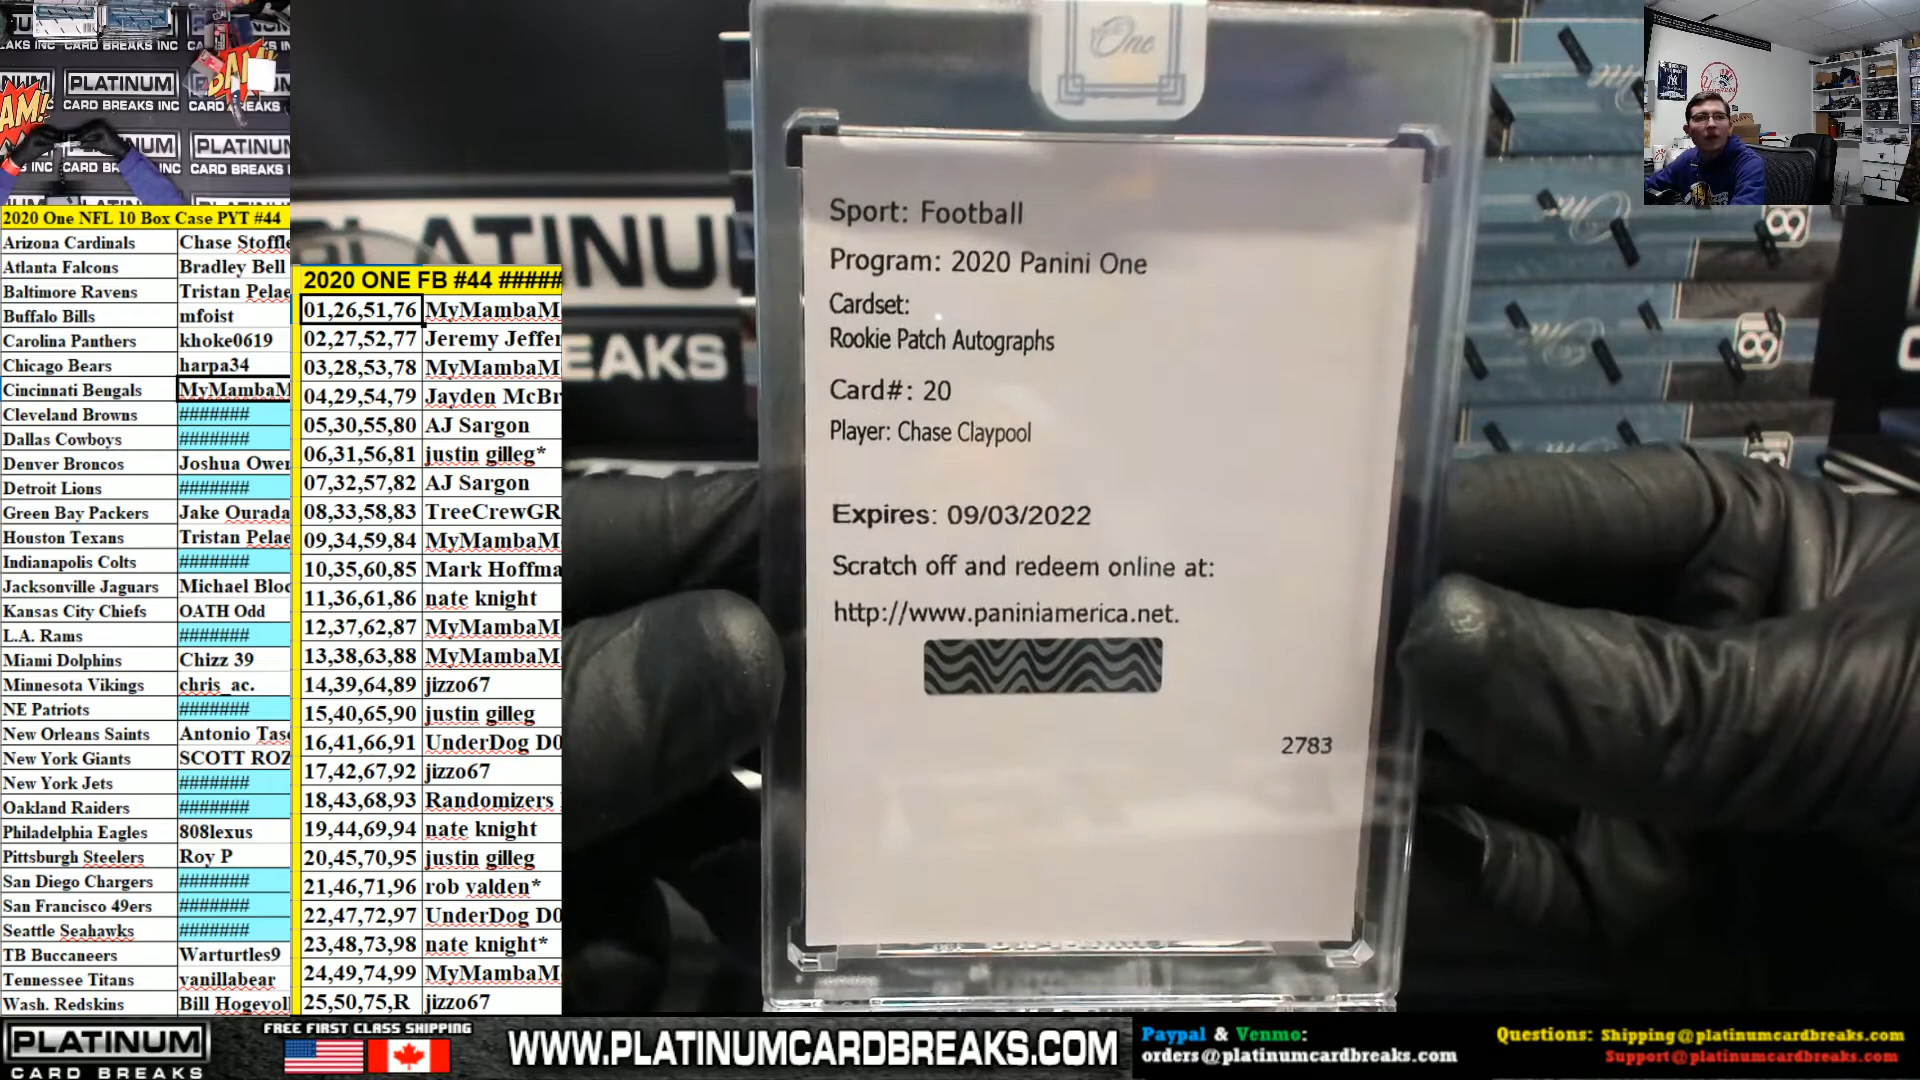 2020 One NFL 10 Box Case PYT #44
Arizona Cardinals Chase Stoffle
Atlanta Falcons Bradley Bell
Baltimore Ravens Tristan Pelae
Buffalo Bills mfoist
Carolina Panthers khoke0619
Chicago Bears harpa34
Cincinnati Bengals MyMambaM
Cleveland Browns #######
Dallas Cowboys #######
Denver Broncos Joshua Ower
Detroit Lions #######
Green Bay Packers Jake Ourada
Houston Texans Tristan Pelae
Indianapolis Colts #######
Jacksonville Jaguars Michael Bloc
Kansas City Chiefs OATH Odd
L.A. Rams #######
Miami Dolphins Chizz 39
Minnesota Vikings chris_ac.
NE Patriots #######
New Orleans Saints Antonio Tasc
New York Giants SCOTT ROZ
New York Jets #######
Oakland Raiders #######
Philadelphia Eagles 808lexus
Pittsburgh Steelers Roy P
San Diego Chargers #######
San Francisco 49ers #######
Seattle Seahawks #######
TB Buccaneers Warturtles9
Tennessee Titans vanillabear
Wash. Redskins Bill Hogevoll
2020 ONE FB #44 #####
01,26,51,76 MyMambaM
02,27,52,77 Jeremy Jeffer
03,28,53,78 MyMambaM
04,29,54,79 Jayden McBr
05,30,55,80 AJ Sargon
06,31,56,81 justin gilleg*
07,32,57,82 AJ Sargon
08,33,58,83 TreeCrewGR
09,34,59,84 MyMambaM
10,35,60,85 Mark Hoffma
11,36,61,86 nate knight
12,37,62,87 MyMambaM
13,38,63,88 MyMambaM
14,39,64,89 jizzo67
15,40,65,90 justin gilleg
16,41,66,91 UnderDog D0
17,42,67,92 jizzo67
18,43,68,93 Randomizers
19,44,69,94 nate knight
20,45,70,95 justin gilleg
21,46,71,96 rob valden*
22,47,72,97 UnderDog D0
23,48,73,98 nate knight*
24,49,74,99 MyMambaM
25,50,75,R jizzo67
One
Sport: Football
Program: 2020 Panini One
Cardset:
Rookie Patch Autographs
Card#: 20
Player: Chase Claypool
Expires: 09/03/2022
Scratch off and redeem online at:
http://www.paniniamerica.net.
2783
PLATINUM
CARD BREAKS INC
PLATINUM
CARD BREAKS
FREE FIRST CLASS SHIPPING
WWW.PLATINUMCARDBREAKS.COM
Paypal & Venmo:
orders@platinumcardbreaks.com
Questions: Shipping@platinumcardbreaks.com
Support@platinumcardbreaks.com